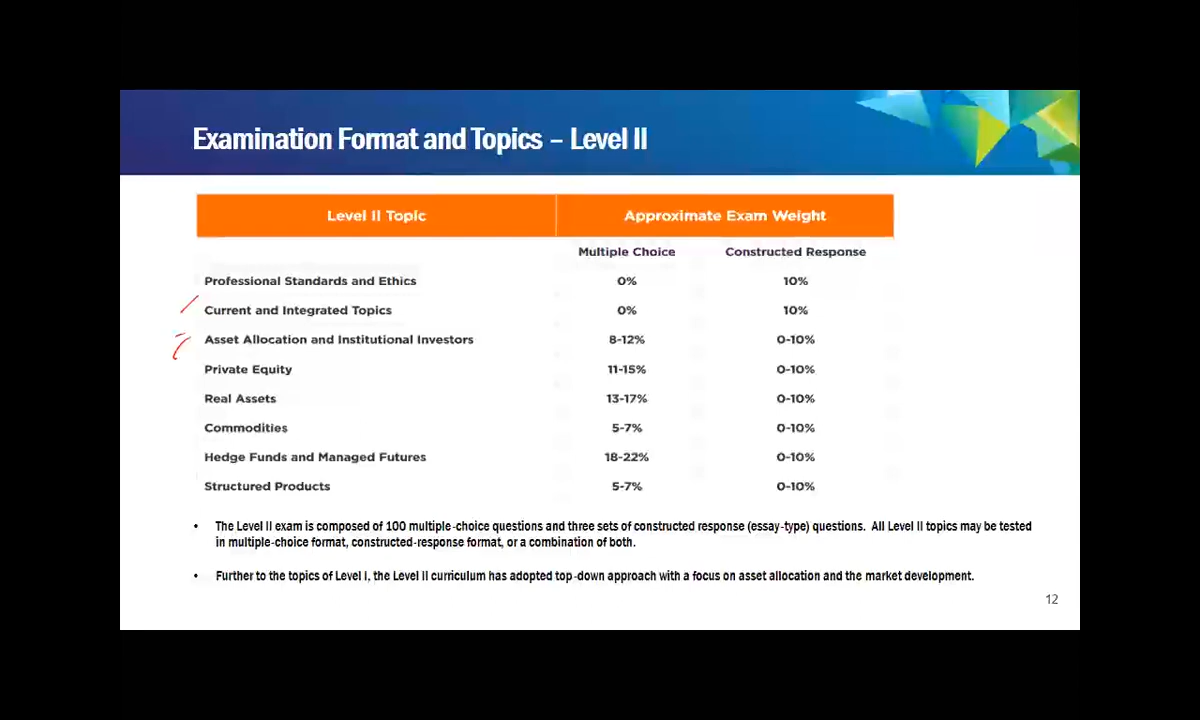 Examination Format and Topics – Level II
Level II Topic Approximate Exam Weight
Multiple Choice Constructed Response
Professional Standards and Ethics 0% 10%
Current and Integrated Topics 0% 10%
Asset Allocation and Institutional Investors 8-12% 0-10%
Private Equity 11-15% 0-10%
Real Assets 13-17% 0-10%
Commodities 5-7% 0-10%
Hedge Funds and Managed Futures 18-22% 0-10%
Structured Products 5-7% 0-10%
• The Level II exam is composed of 100 multiple-choice questions and three sets of constructed response (essay-type) questions. All Level II topics may be tested
in multiple-choice format, constructed-response format, or a combination of both.
• Further to the topics of Level I, the Level II curriculum has adopted top-down approach with a focus on asset allocation and the market development.
12